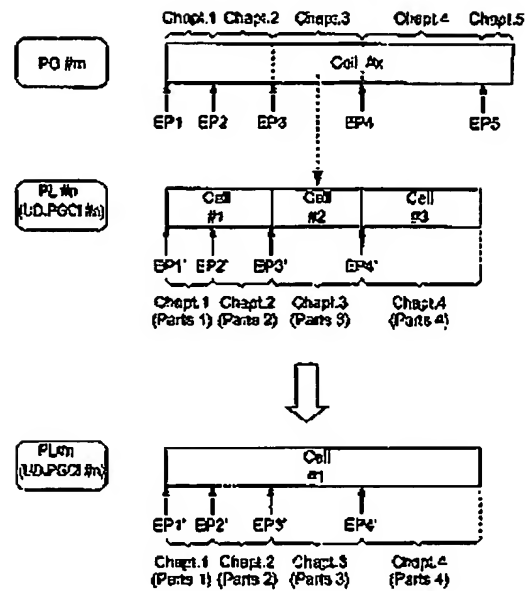 Chapt.1 Chapt.2 Chapt.3 Chapt.4 Chapt.5
PG #m
Cell #x
EP1 EP2 EP3 EP4 EP5
PL #n
(UD-PGCI #n)
Cell
#1
Cell
#2
Cell
#3
EP1' EP2' EP3' EP4'
Chapt.1
(Parts 1)
Chapt.2
(Parts 2)
Chapt.3
(Parts 3)
Chapt.4
(Parts 4)
PL#n
(UD-PGCI #n)
Cell
#1
EP1' EP2' EP3' EP4'
Chapt.1
(Parts 1)
Chapt.2
(Parts 2)
Chapt.3
(Parts 3)
Chapt.4
(Parts 4)